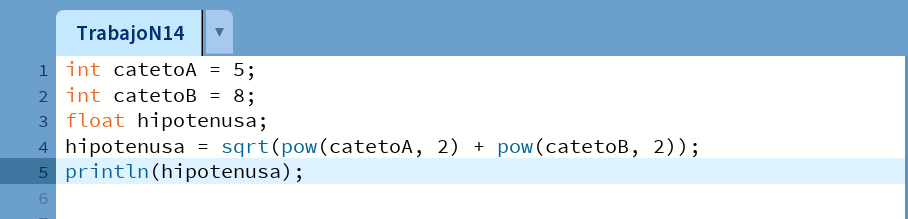 TrabajoN14 ▼
1 int catetoA = 5;
2 int catetoB = 8;
3 float hipotenusa;
4 hipotenusa = sqrt(pow(catetoA, 2) + pow(catetoB, 2));
5 println(hipotenusa);
6